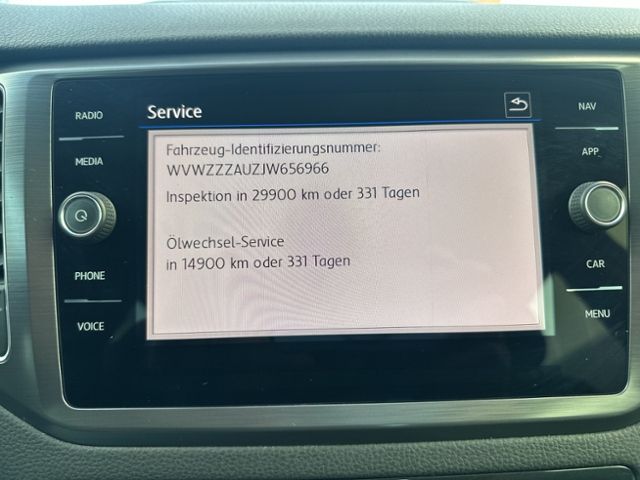 RADIO
MEDIA
PHONE
VOICE
Service
Fahrzeug-Identifizierungsnummer:
WVWZZZAUZJW656966
Inspektion in 29900 km oder 331 Tagen
Ölwechsel-Service
in 14900 km oder 331 Tagen
NAV
APP
CAR
MENU